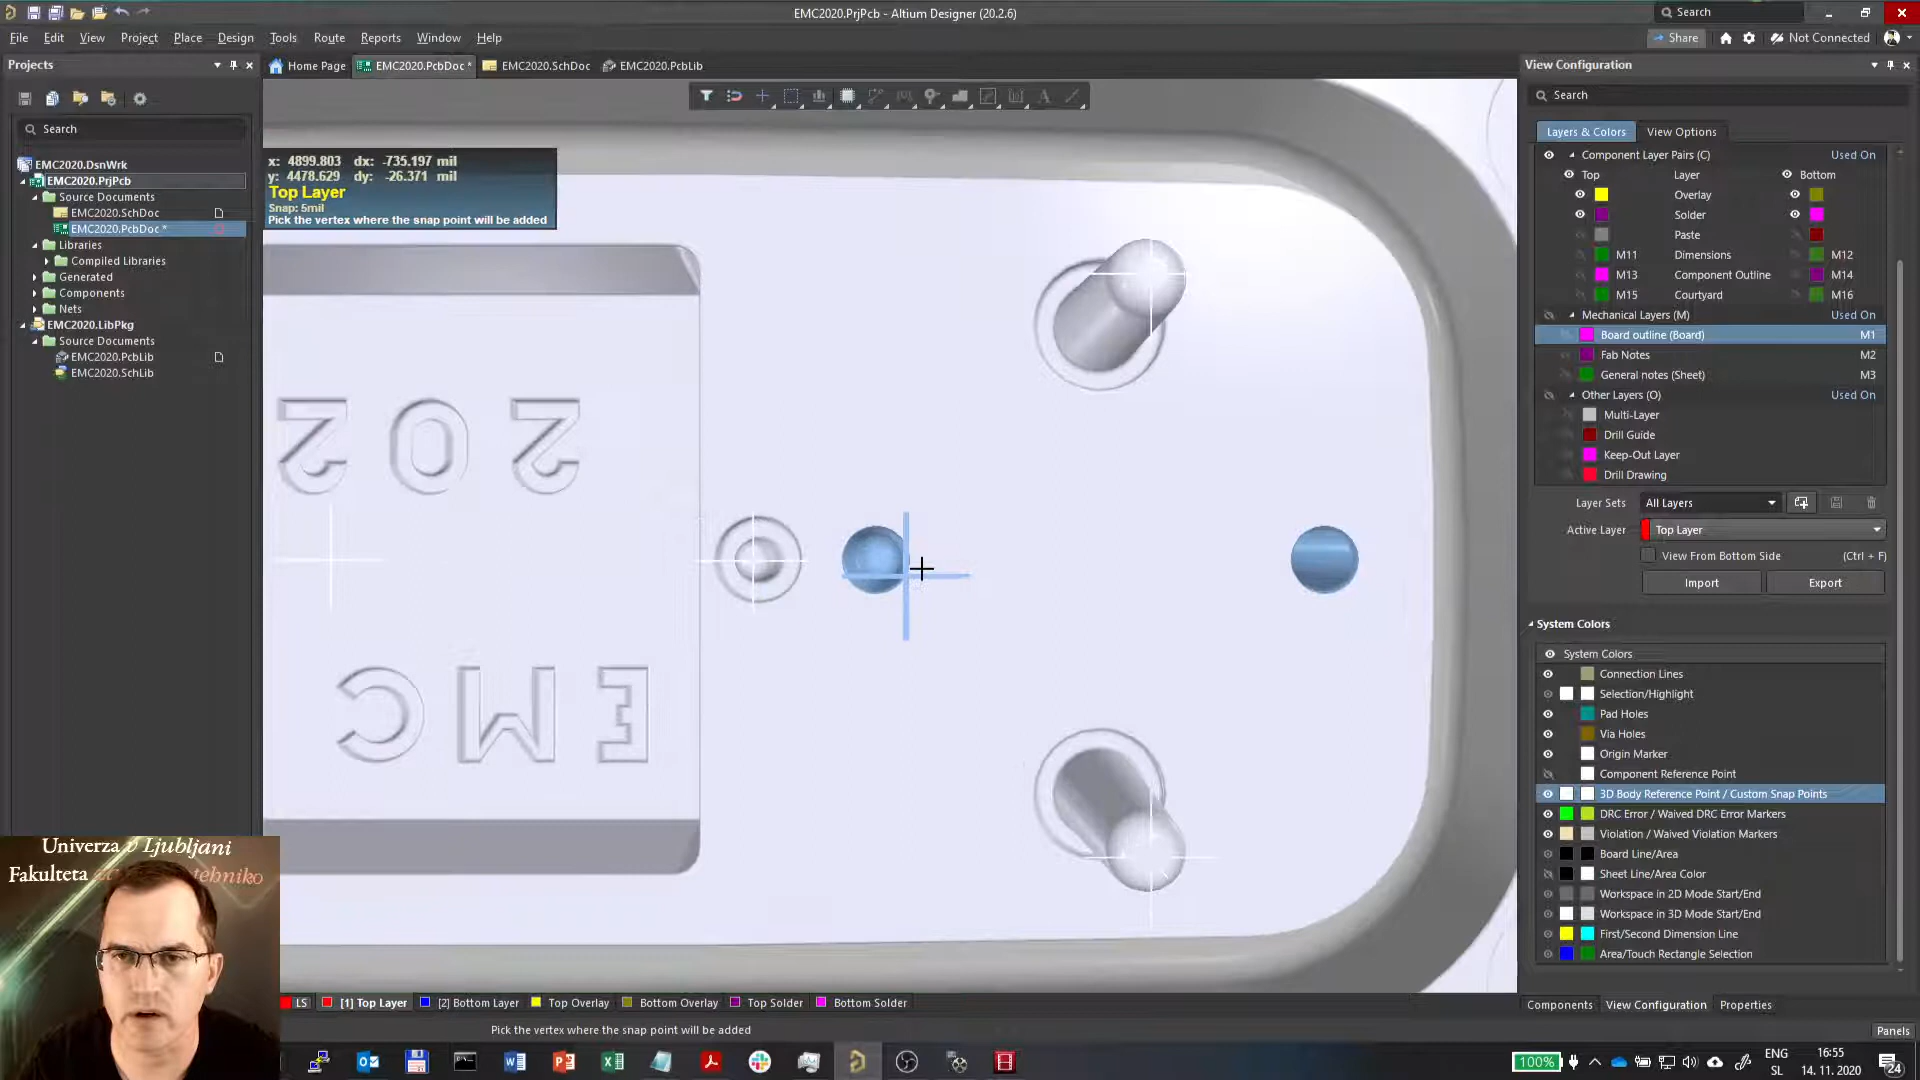 EMC2020.PrjPcb - Altium Designer (20.2.6)
Search
File Edit View Project Place Design Tools Route Reports Window Help
Share
Not Connected
Projects
Home Page
EMC2020.PcbDoc *
EMC2020.SchDoc
EMC2020.PcbLib
View Configuration
Search
Search
EMC2020.DsnWrk
EMC2020.PrjPcb
Source Documents
EMC2020.SchDoc
EMC2020.PcbDoc *
Libraries
Compiled Libraries
Generated
Components
Nets
EMC2020.LibPkg
Source Documents
EMC2020.PcbLib
EMC2020.SchLib
x: 4899.803 dx: -735.197 mil
y: 4478.629 dy: -26.371 mil
Top Layer
Snap: 5mil
Pick the vertex where the snap point will be added
202
EMC
Layers & Colors View Options
Component Layer Pairs (C) Used On
Top Layer Bottom
Overlay
Solder
Paste
M11 Dimensions M12
M13 Component Outline M14
M15 Courtyard M16
Mechanical Layers (M) Used On
Board outline (Board) M1
Fab Notes M2
General notes (Sheet) M3
Other Layers (O) Used On
Multi-Layer
Drill Guide
Keep-Out Layer
Drill Drawing
Layer Sets All Layers
Active Layer Top Layer
View From Bottom Side (Ctrl + F)
Import Export
System Colors
System Colors
Connection Lines
Selection/Highlight
Pad Holes
Via Holes
Origin Marker
Component Reference Point
3D Body Reference Point / Custom Snap Points
DRC Error / Waived DRC Error Markers
Violation / Waived Violation Markers
Board Line/Area
Sheet Line/Area Color
Workspace in 2D Mode Start/End
Workspace in 3D Mode Start/End
First/Second Dimension Line
Area/Touch Rectangle Selection
Components View Configuration Properties
Univerza v Ljubljani
Fakulteta
LS [1] Top Layer [2] Bottom Layer Top Overlay Bottom Overlay Top Solder Bottom Solder
Pick the vertex where the snap point will be added
Panels
100%
ENG
SL
16:55
14. 11. 2020
24